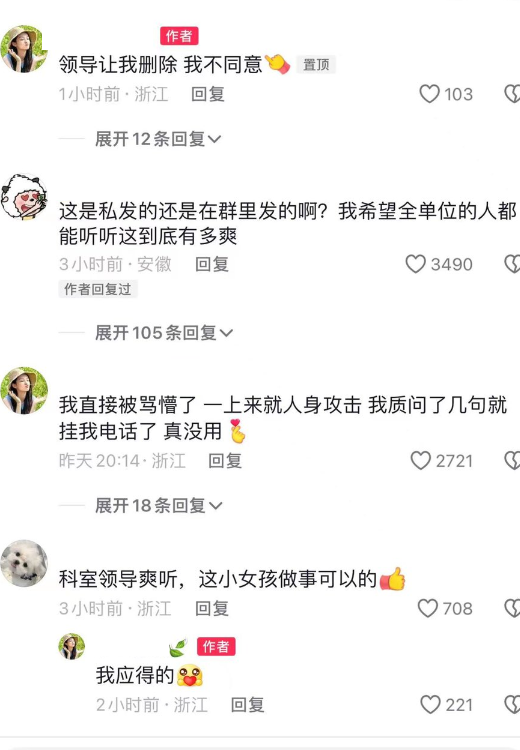 作者
领导让我删除 我不同意 置顶
1小时前·浙江 回复 103
展开12条回复
这是私发的还是在群里发的啊？我希望全单位的人都
能听听这到底有多爽
3小时前·安徽 回复 3490
作者回复过
展开105条回复
我直接被骂懵了 一上来就人身攻击 我质问了几句就
挂我电话了 真没用
昨天20:14·浙江 回复 2721
展开18条回复
科室领导爽听，这小女孩做事可以的
3小时前·浙江 回复 708
作者
我应得的
2小时前·浙江 回复 221